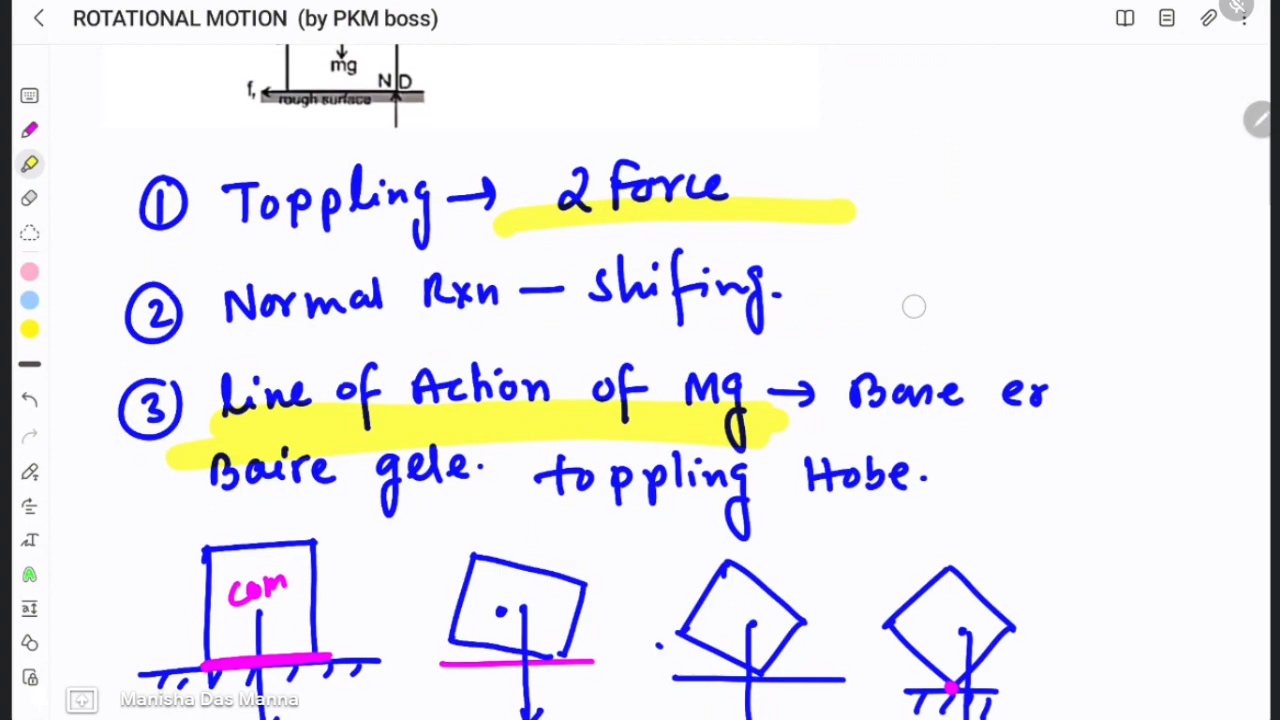 ROTATIONAL MOTION (by PKM boss)
mg
N D
fr
rough surface
① Toppling → 2 force
② Normal Rxn — shifing.
③ line of Action of Mg → Base er
Baire gele. toppling Hobe.
com
Manisha Das Manna